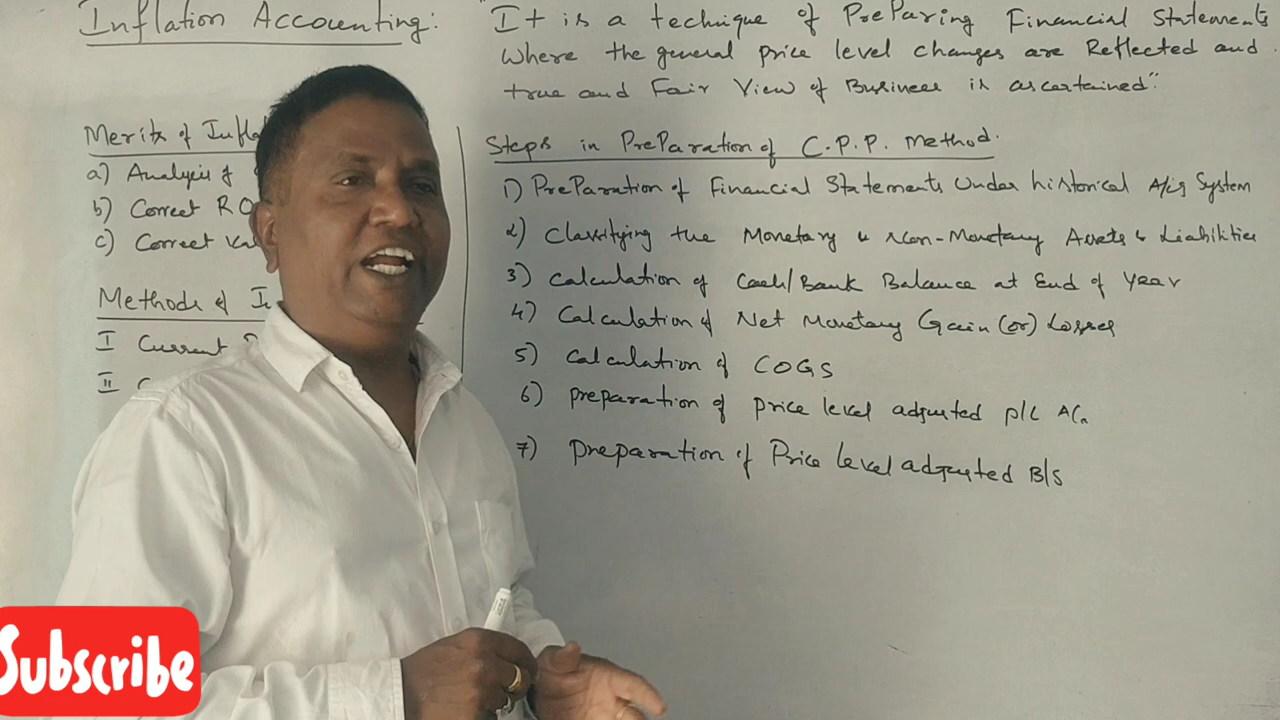 Inflation Accounting:
"It is a technique of Preparing Financial Statements
where the general price level changes are Reflected and
true and Fair View of Business is ascertained"
Merits of
a) Analysis of
b) Correct
c) Correct
Methods of
I Current
II
Steps in Preparation of C.P.P. Method.
1) Preparation of Financial Statements Under historical A/cg System
2) Classifying the Monetary & Non-Monetary Assets & Liabilities
3) Calculation of Cash/Bank Balance at End of Year
4) Calculation of Net Monetary Gain (or) Losses
5) Calculation of COGS
6) preparation of price level adjusted P/L A/c
7) preparation of Price level adjusted B/S
Subscribe